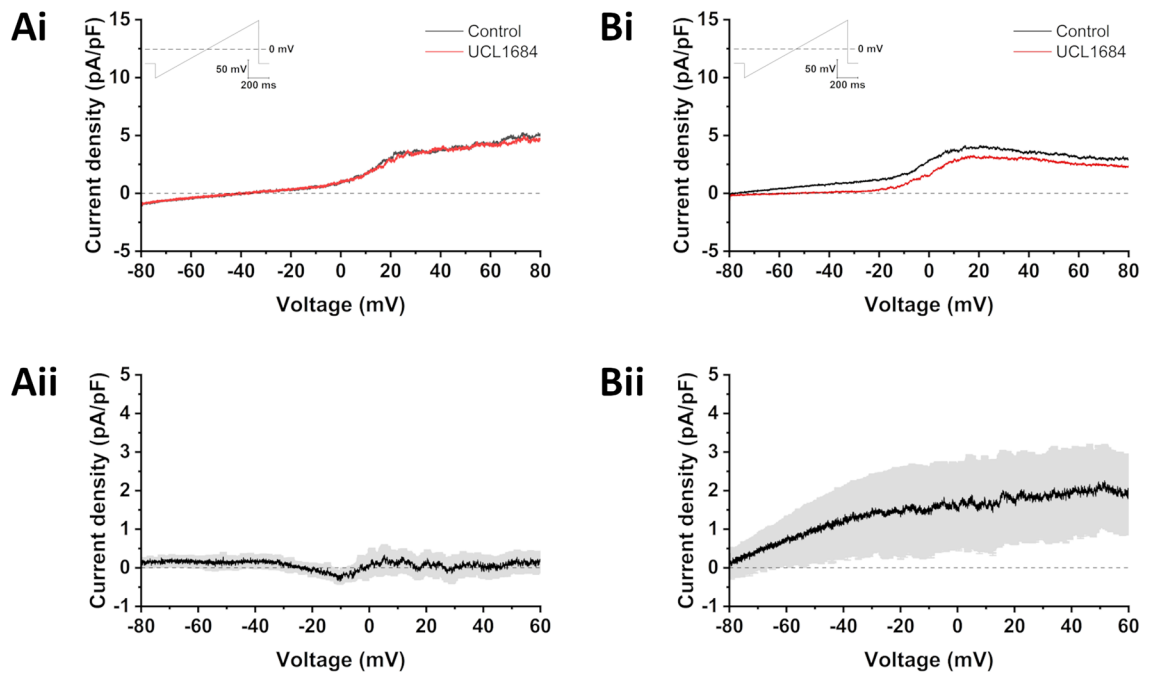 Ai
15
10
5
0
-5
Current density (pA/pF)
0 mV
50 mV
200 ms
Control
UCL1684
-80 -60 -40 -20 0 20 40 60 80
Voltage (mV)
Bi
15
10
5
0
-5
Current density (pA/pF)
0 mV
50 mV
200 ms
Control
UCL1684
-80 -60 -40 -20 0 20 40 60 80
Voltage (mV)
Aii
5
4
3
2
1
0
-1
Current density (pA/pF)
-80 -60 -40 -20 0 20 40 60
Voltage (mV)
Bii
5
4
3
2
1
0
-1
Current density (pA/pF)
-80 -60 -40 -20 0 20 40 60
Voltage (mV)